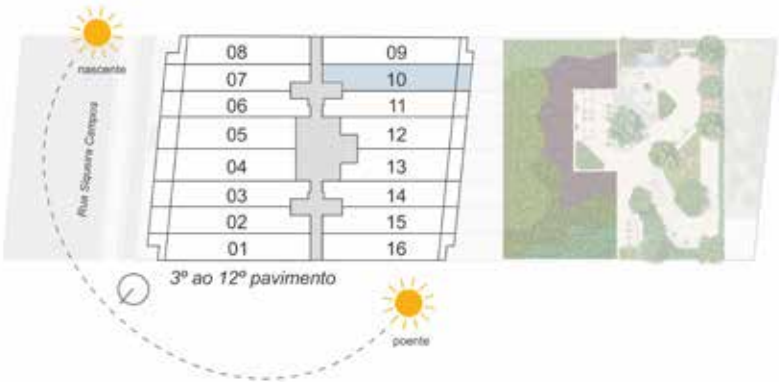 nascente
Rua Siqueira Campos
08 09
07 10
06 11
05 12
04 13
03 14
02 15
01 16
3º ao 12º pavimento
poente